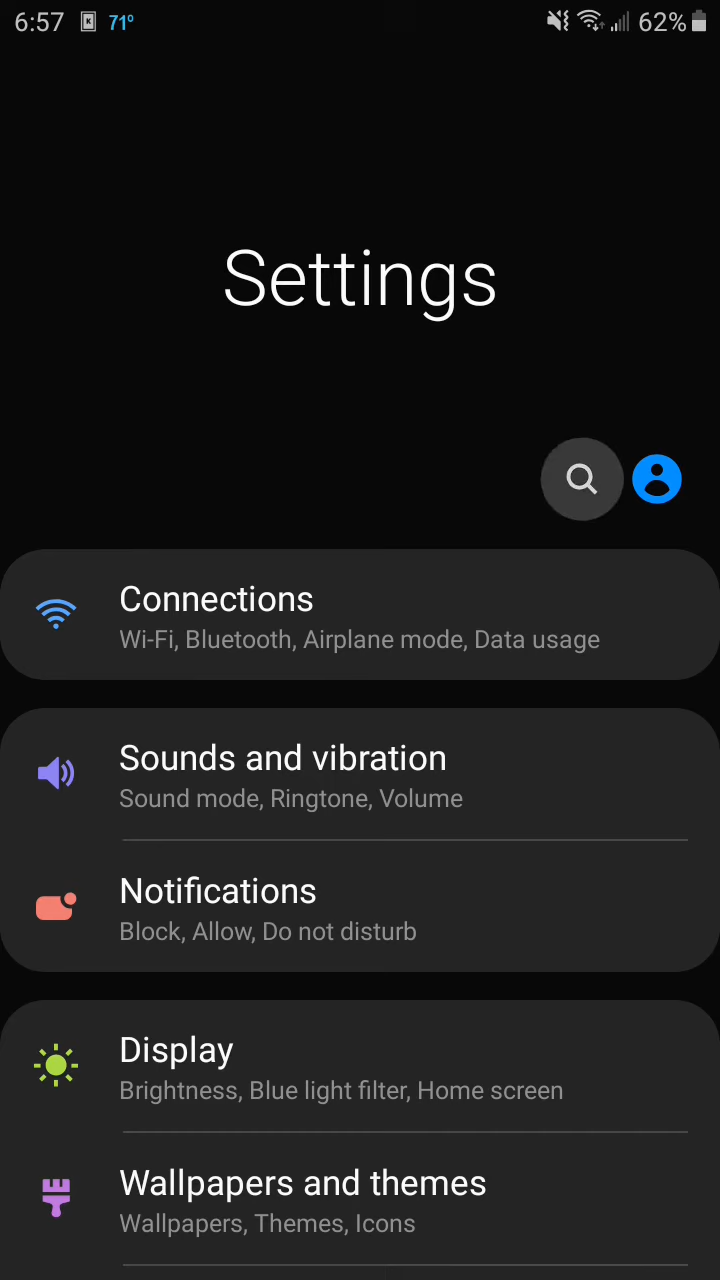 6:57 K 71° 62%
Settings
Connections
Wi-Fi, Bluetooth, Airplane mode, Data usage
Sounds and vibration
Sound mode, Ringtone, Volume
Notifications
Block, Allow, Do not disturb
Display
Brightness, Blue light filter, Home screen
Wallpapers and themes
Wallpapers, Themes, Icons